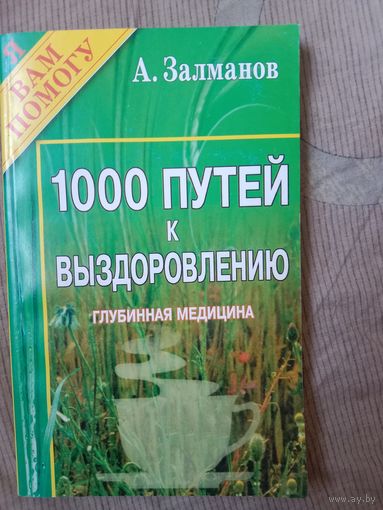 Я
ВАМ
ПОМОГУ
А. Залманов
1000 ПУТЕЙ
К
ВЫЗДОРОВЛЕНИЮ
ГЛУБИННАЯ МЕДИЦИНА
www.ay.by